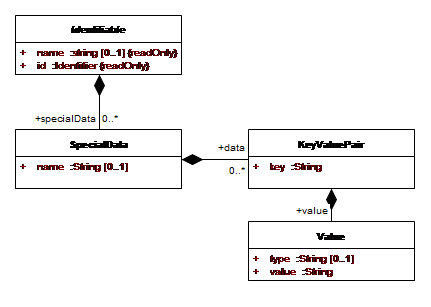 Identifiable
+ name :string [0..1] {readOnly}
+ id :Identifier {readOnly}
+specialData 0..*
SpecialData
+ name :String [0..1]
+data
0..*
KeyValuePair
+ key :String
+value
Value
+ type :String [0..1]
+ value :String